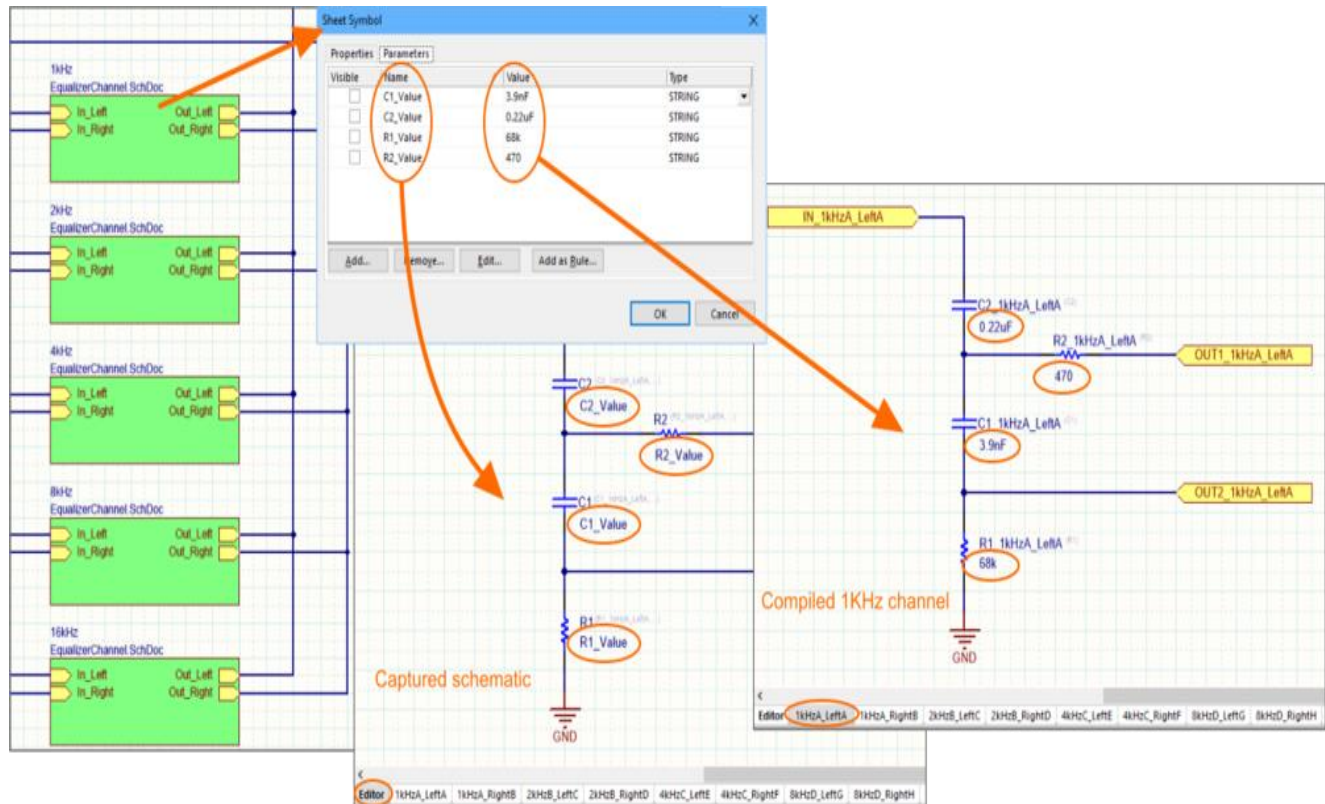 1kHz
EqualizerChannel.SchDoc
In_Left Out_Left
In_Right Out_Right
2kHz
EqualizerChannel.SchDoc
In_Left Out_Left
In_Right Out_Right
4kHz
EqualizerChannel.SchDoc
In_Left Out_Left
In_Right Out_Right
8kHz
EqualizerChannel.SchDoc
In_Left Out_Left
In_Right Out_Right
16kHz
EqualizerChannel.SchDoc
In_Left Out_Left
In_Right Out_Right
Sheet Symbol
Properties Parameters
Visible Name Value Type
C1_Value 3.9nF STRING
C2_Value 0.22uF STRING
R1_Value 68k STRING
R2_Value 470 STRING
Add... Remove... Edit... Add as Rule...
OK Cancel
C2
C2_Value
R2
R2_Value
C1
C1_Value
R1
R1_Value
Captured schematic
GND
Editor 1kHzA_LeftA 1kHzA_RightB 2kHzB_LeftC 2kHzB_RightD 4kHzC_LeftE 4kHzC_RightF 8kHzD_LeftG 8kHzD_RightH
IN_1kHzA_LeftA
C2_1kHzA_LeftA
0.22uF
R2_1kHzA_LeftA
OUT1_1kHzA_LeftA
470
C1_1kHzA_LeftA
3.9nF
OUT2_1kHzA_LeftA
R1_1kHzA_LeftA
68k
Compiled 1KHz channel
GND
Editor 1kHzA_LeftA 1kHzA_RightB 2kHzB_LeftC 2kHzB_RightD 4kHzC_LeftE 4kHzC_RightF 8kHzD_LeftG 8kHzD_RightH